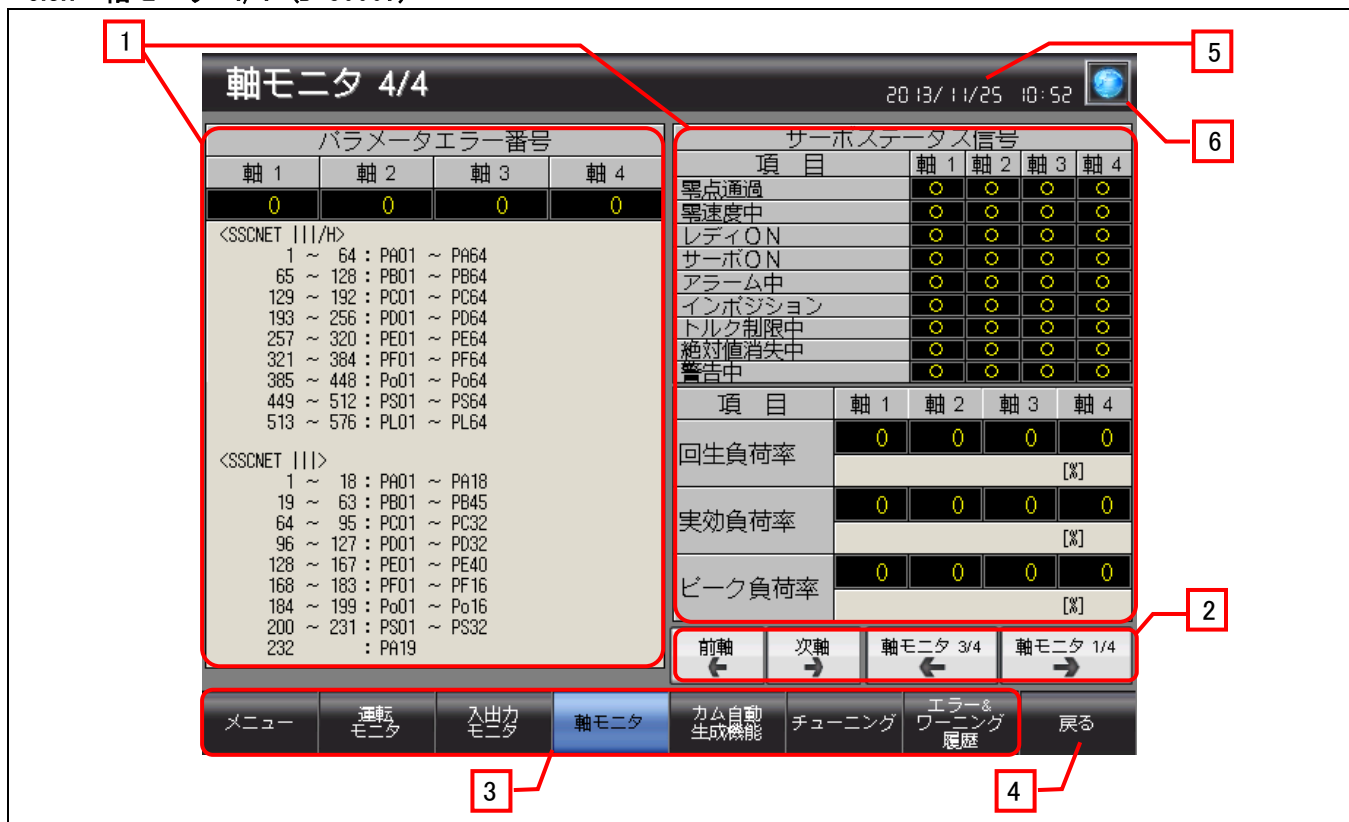 1
5
軸モニタ 4/4
2013/11/25 10:52
6
パラメータエラー番号
軸 1 軸 2 軸 3 軸 4
0 0 0 0
<SSCNET |||/H>
1 ~ 64 : PA01 ~ PA64
65 ~ 128 : PB01 ~ PB64
129 ~ 192 : PC01 ~ PC64
193 ~ 256 : PD01 ~ PD64
257 ~ 320 : PE01 ~ PE64
321 ~ 384 : PF01 ~ PF64
385 ~ 448 : Po01 ~ Po64
449 ~ 512 : PS01 ~ PS64
513 ~ 576 : PL01 ~ PL64
<SSCNET |||>
1 ~ 18 : PA01 ~ PA18
19 ~ 63 : PB01 ~ PB45
64 ~ 95 : PC01 ~ PC32
96 ~ 127 : PD01 ~ PD32
128 ~ 167 : PE01 ~ PE40
168 ~ 183 : PF01 ~ PF16
184 ~ 199 : Po01 ~ Po16
200 ~ 231 : PS01 ~ PS32
232 : PA19
サーボステータス信号
項 目 軸 1 軸 2 軸 3 軸 4
零点通過 ○ ○ ○ ○
零速度中 ○ ○ ○ ○
レディON ○ ○ ○ ○
サーボON ○ ○ ○ ○
アラーム中 ○ ○ ○ ○
インポジション ○ ○ ○ ○
トルク制限中 ○ ○ ○ ○
絶対値消失中 ○ ○ ○ ○
警告中 ○ ○ ○ ○
項 目 軸 1 軸 2 軸 3 軸 4
回生負荷率 0 0 0 0
[%]
実効負荷率 0 0 0 0
[%]
ピーク負荷率 0 0 0 0
[%]
2
前軸 次軸 軸モニタ 3/4 軸モニタ 1/4
メニュー
運転
モニタ
入出力
モニタ
軸モニタ
カム自動
生成機能
チューニング
エラー&
ワーニング
履歴
戻る
3
4